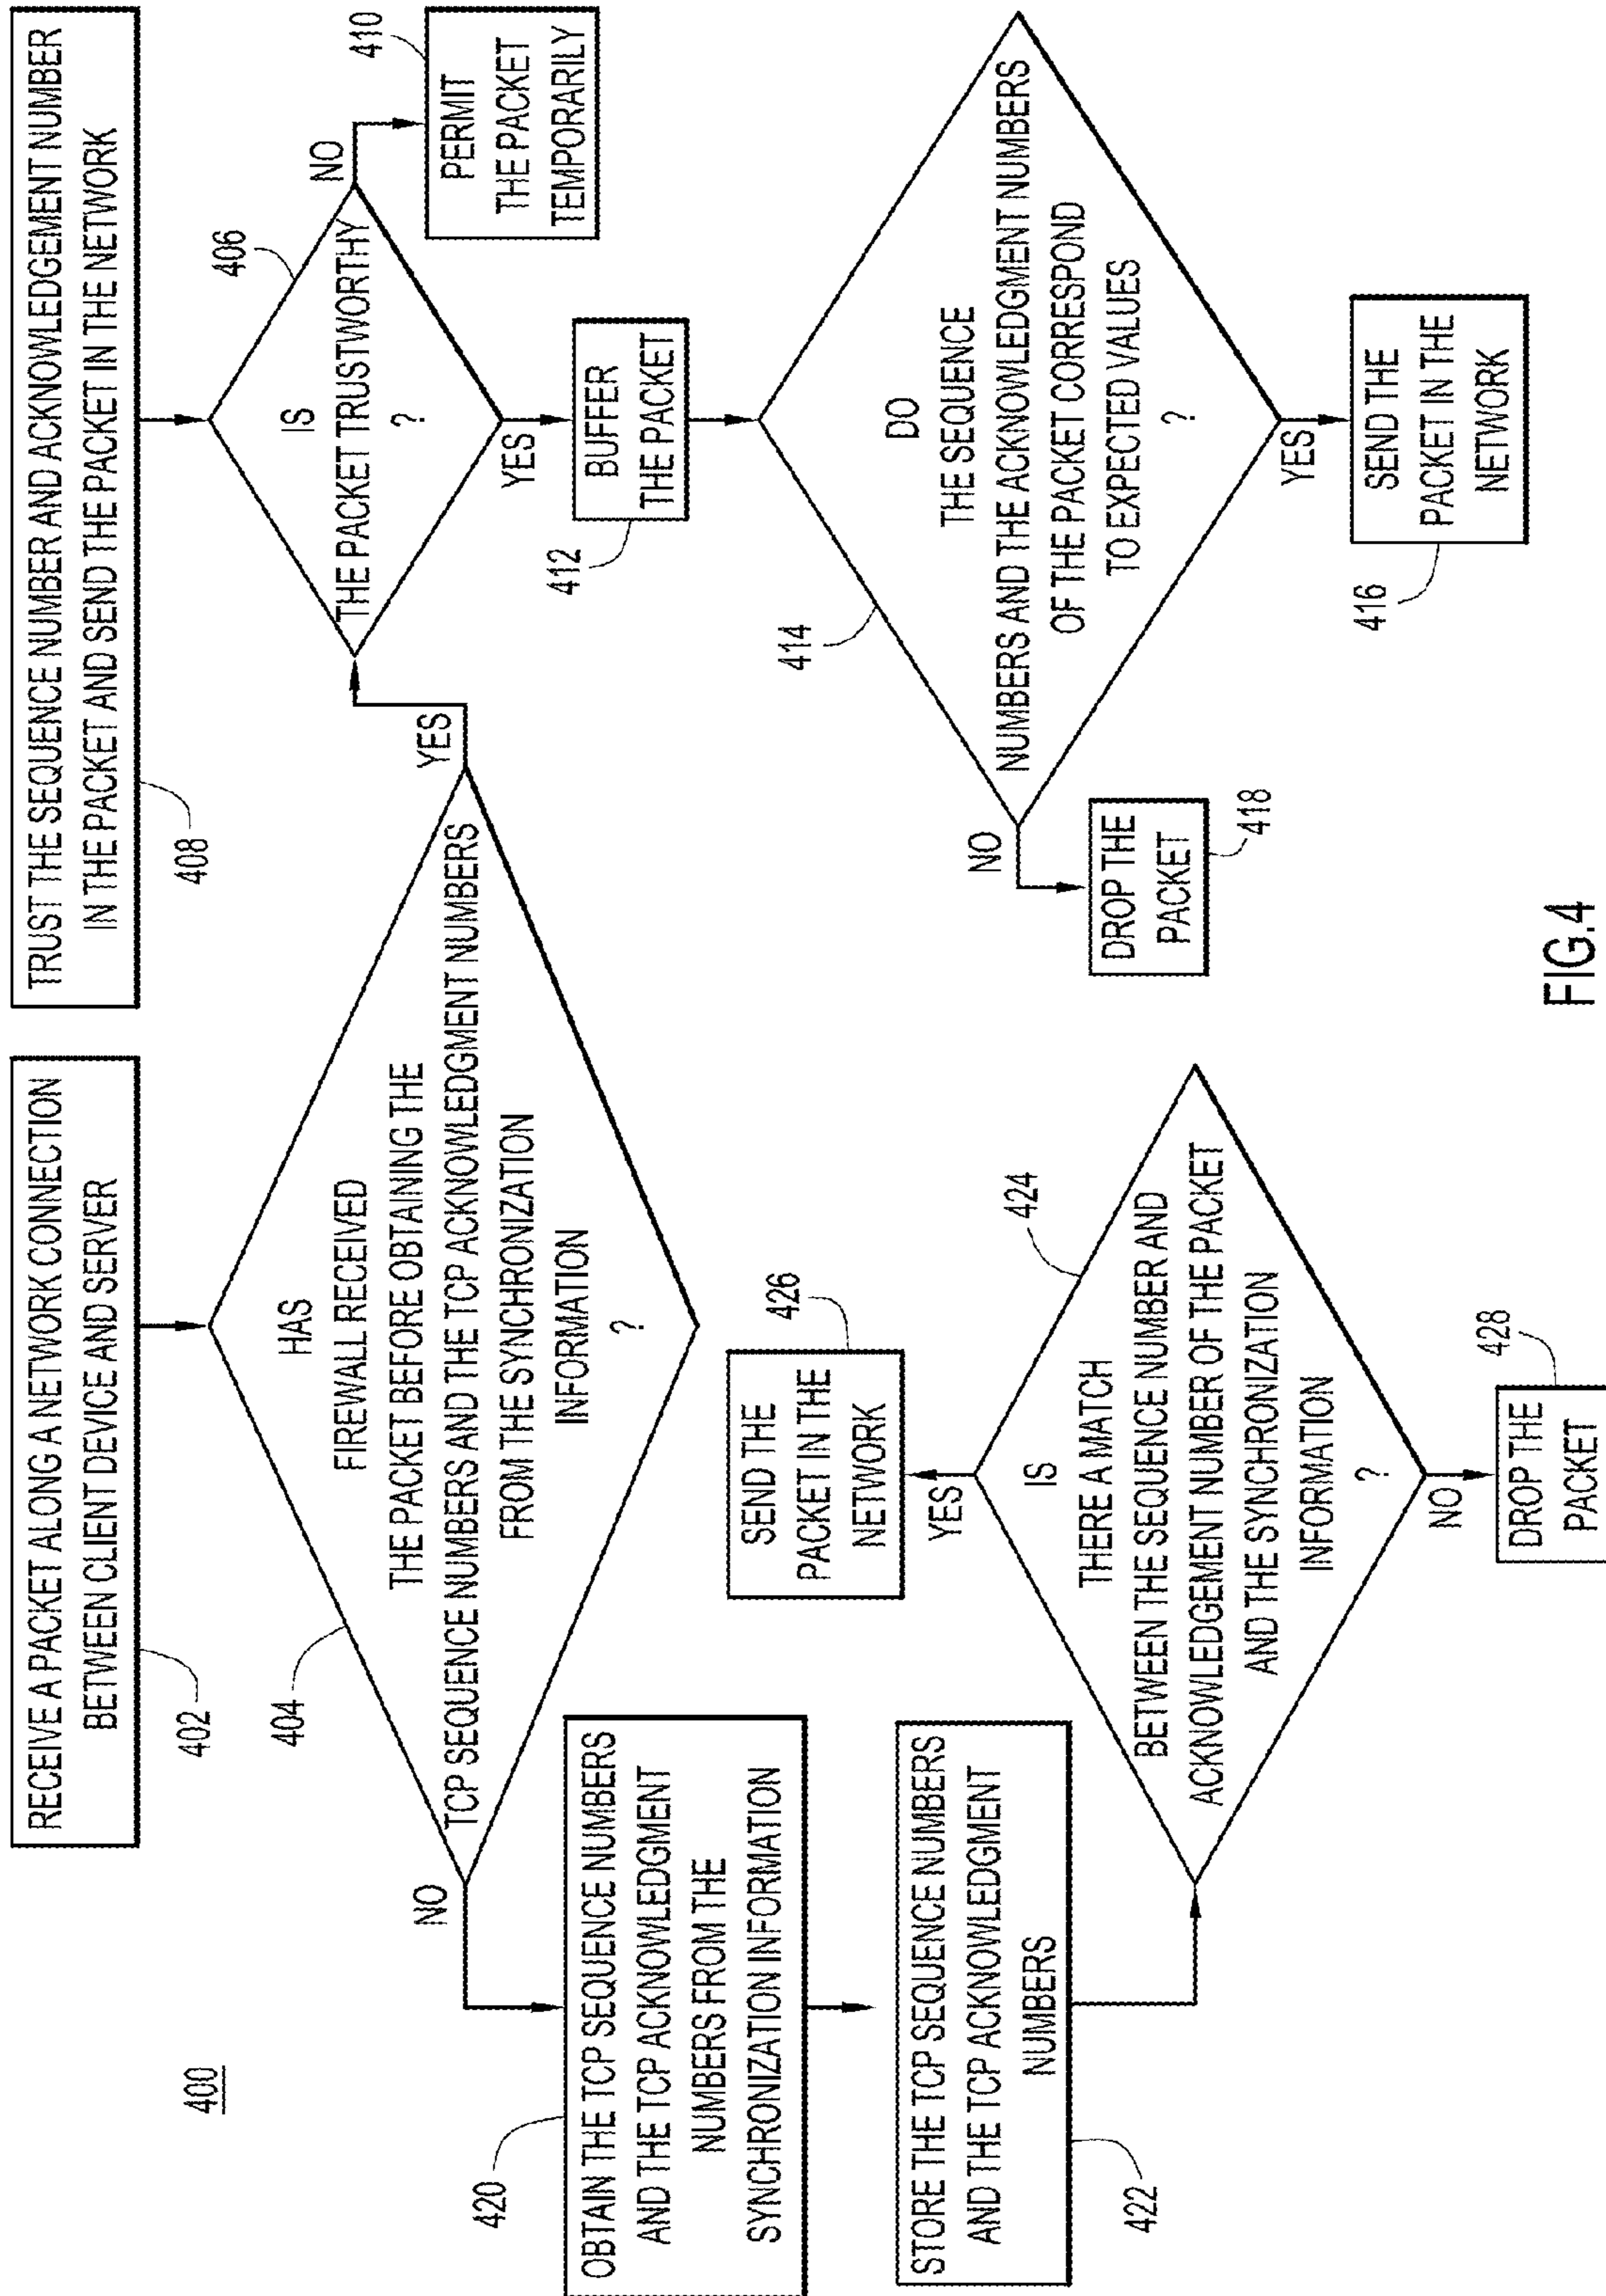 400
RECEIVE A PACKET ALONG A NETWORK CONNECTION
BETWEEN CLIENT DEVICE AND SERVER
402
404
HAS
FIREWALL RECEIVED
THE PACKET BEFORE OBTAINING THE
TCP SEQUENCE NUMBERS AND THE TCP ACKNOWLEDGMENT NUMBERS
FROM THE SYNCHRONIZATION
INFORMATION
?
NO
YES
TRUST THE SEQUENCE NUMBER AND ACKNOWLEDGEMENT NUMBER
IN THE PACKET AND SEND THE PACKET IN THE NETWORK
408
406
IS
THE PACKET TRUSTWORTHY
?
NO
YES
PERMIT
THE PACKET
TEMPORARILY
410
BUFFER
THE PACKET
412
414
DO
THE SEQUENCE
NUMBERS AND THE ACKNOWLEDGMENT NUMBERS
OF THE PACKET CORRESPOND
TO EXPECTED VALUES
?
NO
YES
DROP THE
PACKET
418
SEND THE
PACKET IN THE
NETWORK
416
OBTAIN THE TCP SEQUENCE NUMBERS
AND THE TCP ACKNOWLEDGMENT
NUMBERS FROM THE
SYNCHRONIZATION INFORMATION
420
STORE THE TCP SEQUENCE NUMBERS
AND THE TCP ACKNOWLEDGMENT
NUMBERS
422
424
IS
THERE A MATCH
BETWEEN THE SEQUENCE NUMBER AND
ACKNOWLEDGEMENT NUMBER OF THE PACKET
AND THE SYNCHRONIZATION
INFORMATION
?
YES
NO
SEND THE
PACKET IN THE
NETWORK
426
DROP THE
PACKET
428
FIG.4